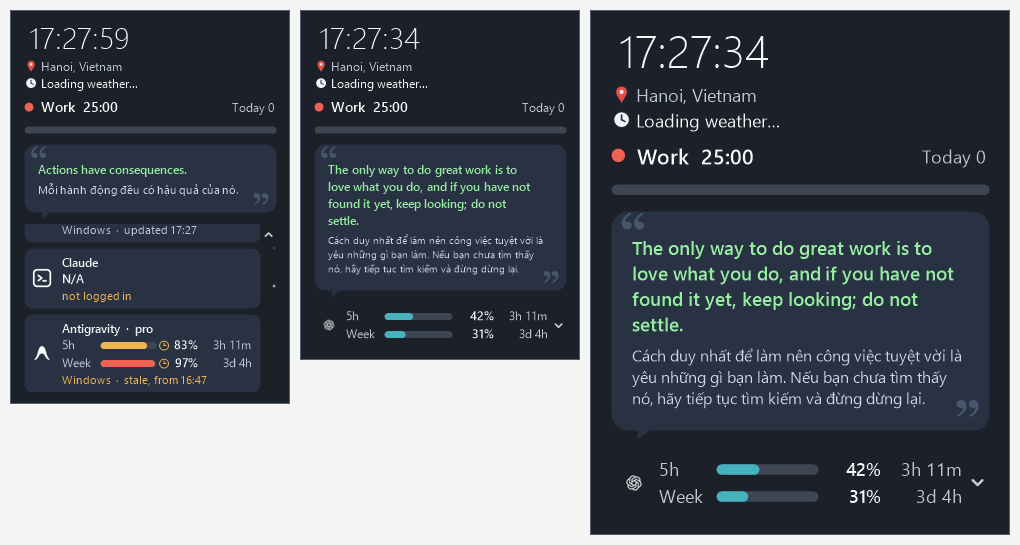 17:27:59
Hanoi, Vietnam
Loading weather...
Work 25:00 Today 0
“
Actions have consequences.
Mỗi hành động đều có hậu quả của nó.
”
Windows · updated 17:27
Claude
N/A
not logged in
Antigravity · pro
5h 83% 3h 11m
Week 97% 3d 4h
Windows · stale, from 16:47
17:27:34
Hanoi, Vietnam
Loading weather...
Work 25:00 Today 0
“
The only way to do great work is to
love what you do, and if you have not
found it yet, keep looking; do not
settle.
Cách duy nhất để làm nên công việc tuyệt vời là
yêu những gì bạn làm. Nếu bạn chưa tìm thấy
nó, hãy tiếp tục tìm kiếm và đừng dừng lại.
”
5h 42% 3h 11m
Week 31% 3d 4h
17:27:34
Hanoi, Vietnam
Loading weather...
Work 25:00 Today 0
“
The only way to do great work is to
love what you do, and if you have not
found it yet, keep looking; do not
settle.
Cách duy nhất để làm nên công việc tuyệt vời là
yêu những gì bạn làm. Nếu bạn chưa tìm thấy
nó, hãy tiếp tục tìm kiếm và đừng dừng lại.
”
5h 42% 3h 11m
Week 31% 3d 4h